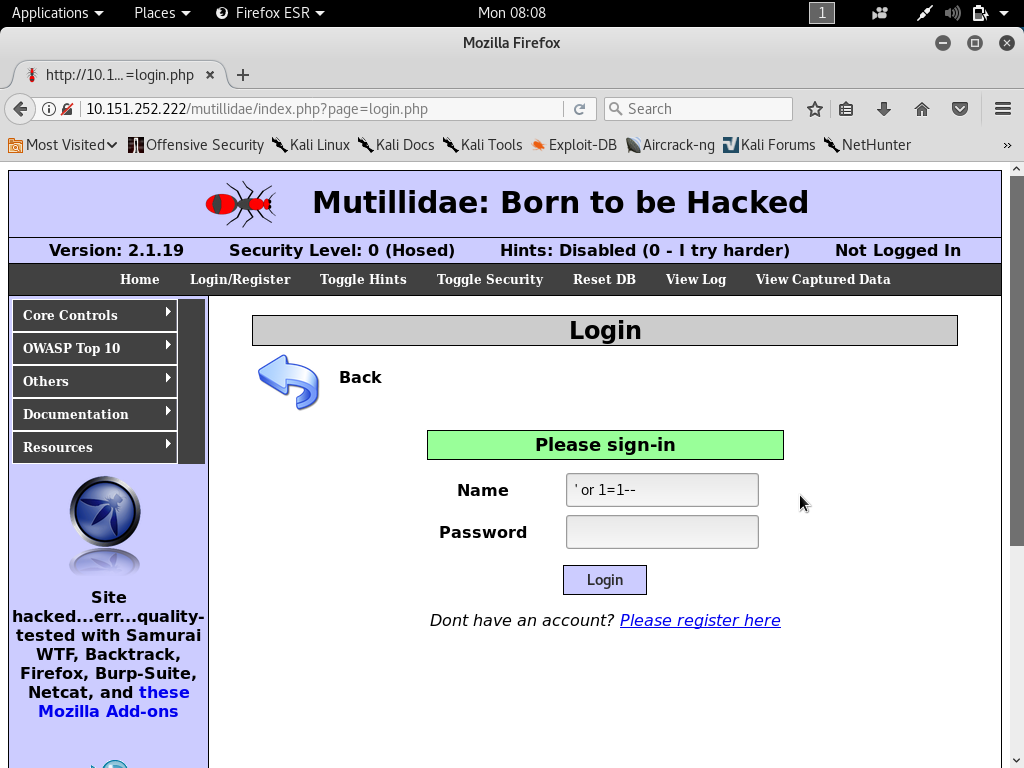 Applications Places Firefox ESR Mon 08:08 1
Mozilla Firefox
http://10.1...=login.php
10.151.252.222/mutillidae/index.php?page=login.php Search
Most Visited Offensive Security Kali Linux Kali Docs Kali Tools Exploit-DB Aircrack-ng Kali Forums NetHunter »
Mutillidae: Born to be Hacked
Version: 2.1.19 Security Level: 0 (Hosed) Hints: Disabled (0 - I try harder) Not Logged In
Home Login/Register Toggle Hints Toggle Security Reset DB View Log View Captured Data
Core Controls
OWASP Top 10
Others
Documentation
Resources
Login
Back
Please sign-in
Name ' or 1=1--
Password
Login
Dont have an account? Please register here
Site
hacked...err...quality-
tested with Samurai
WTF, Backtrack,
Firefox, Burp-Suite,
Netcat, and these
Mozilla Add-ons